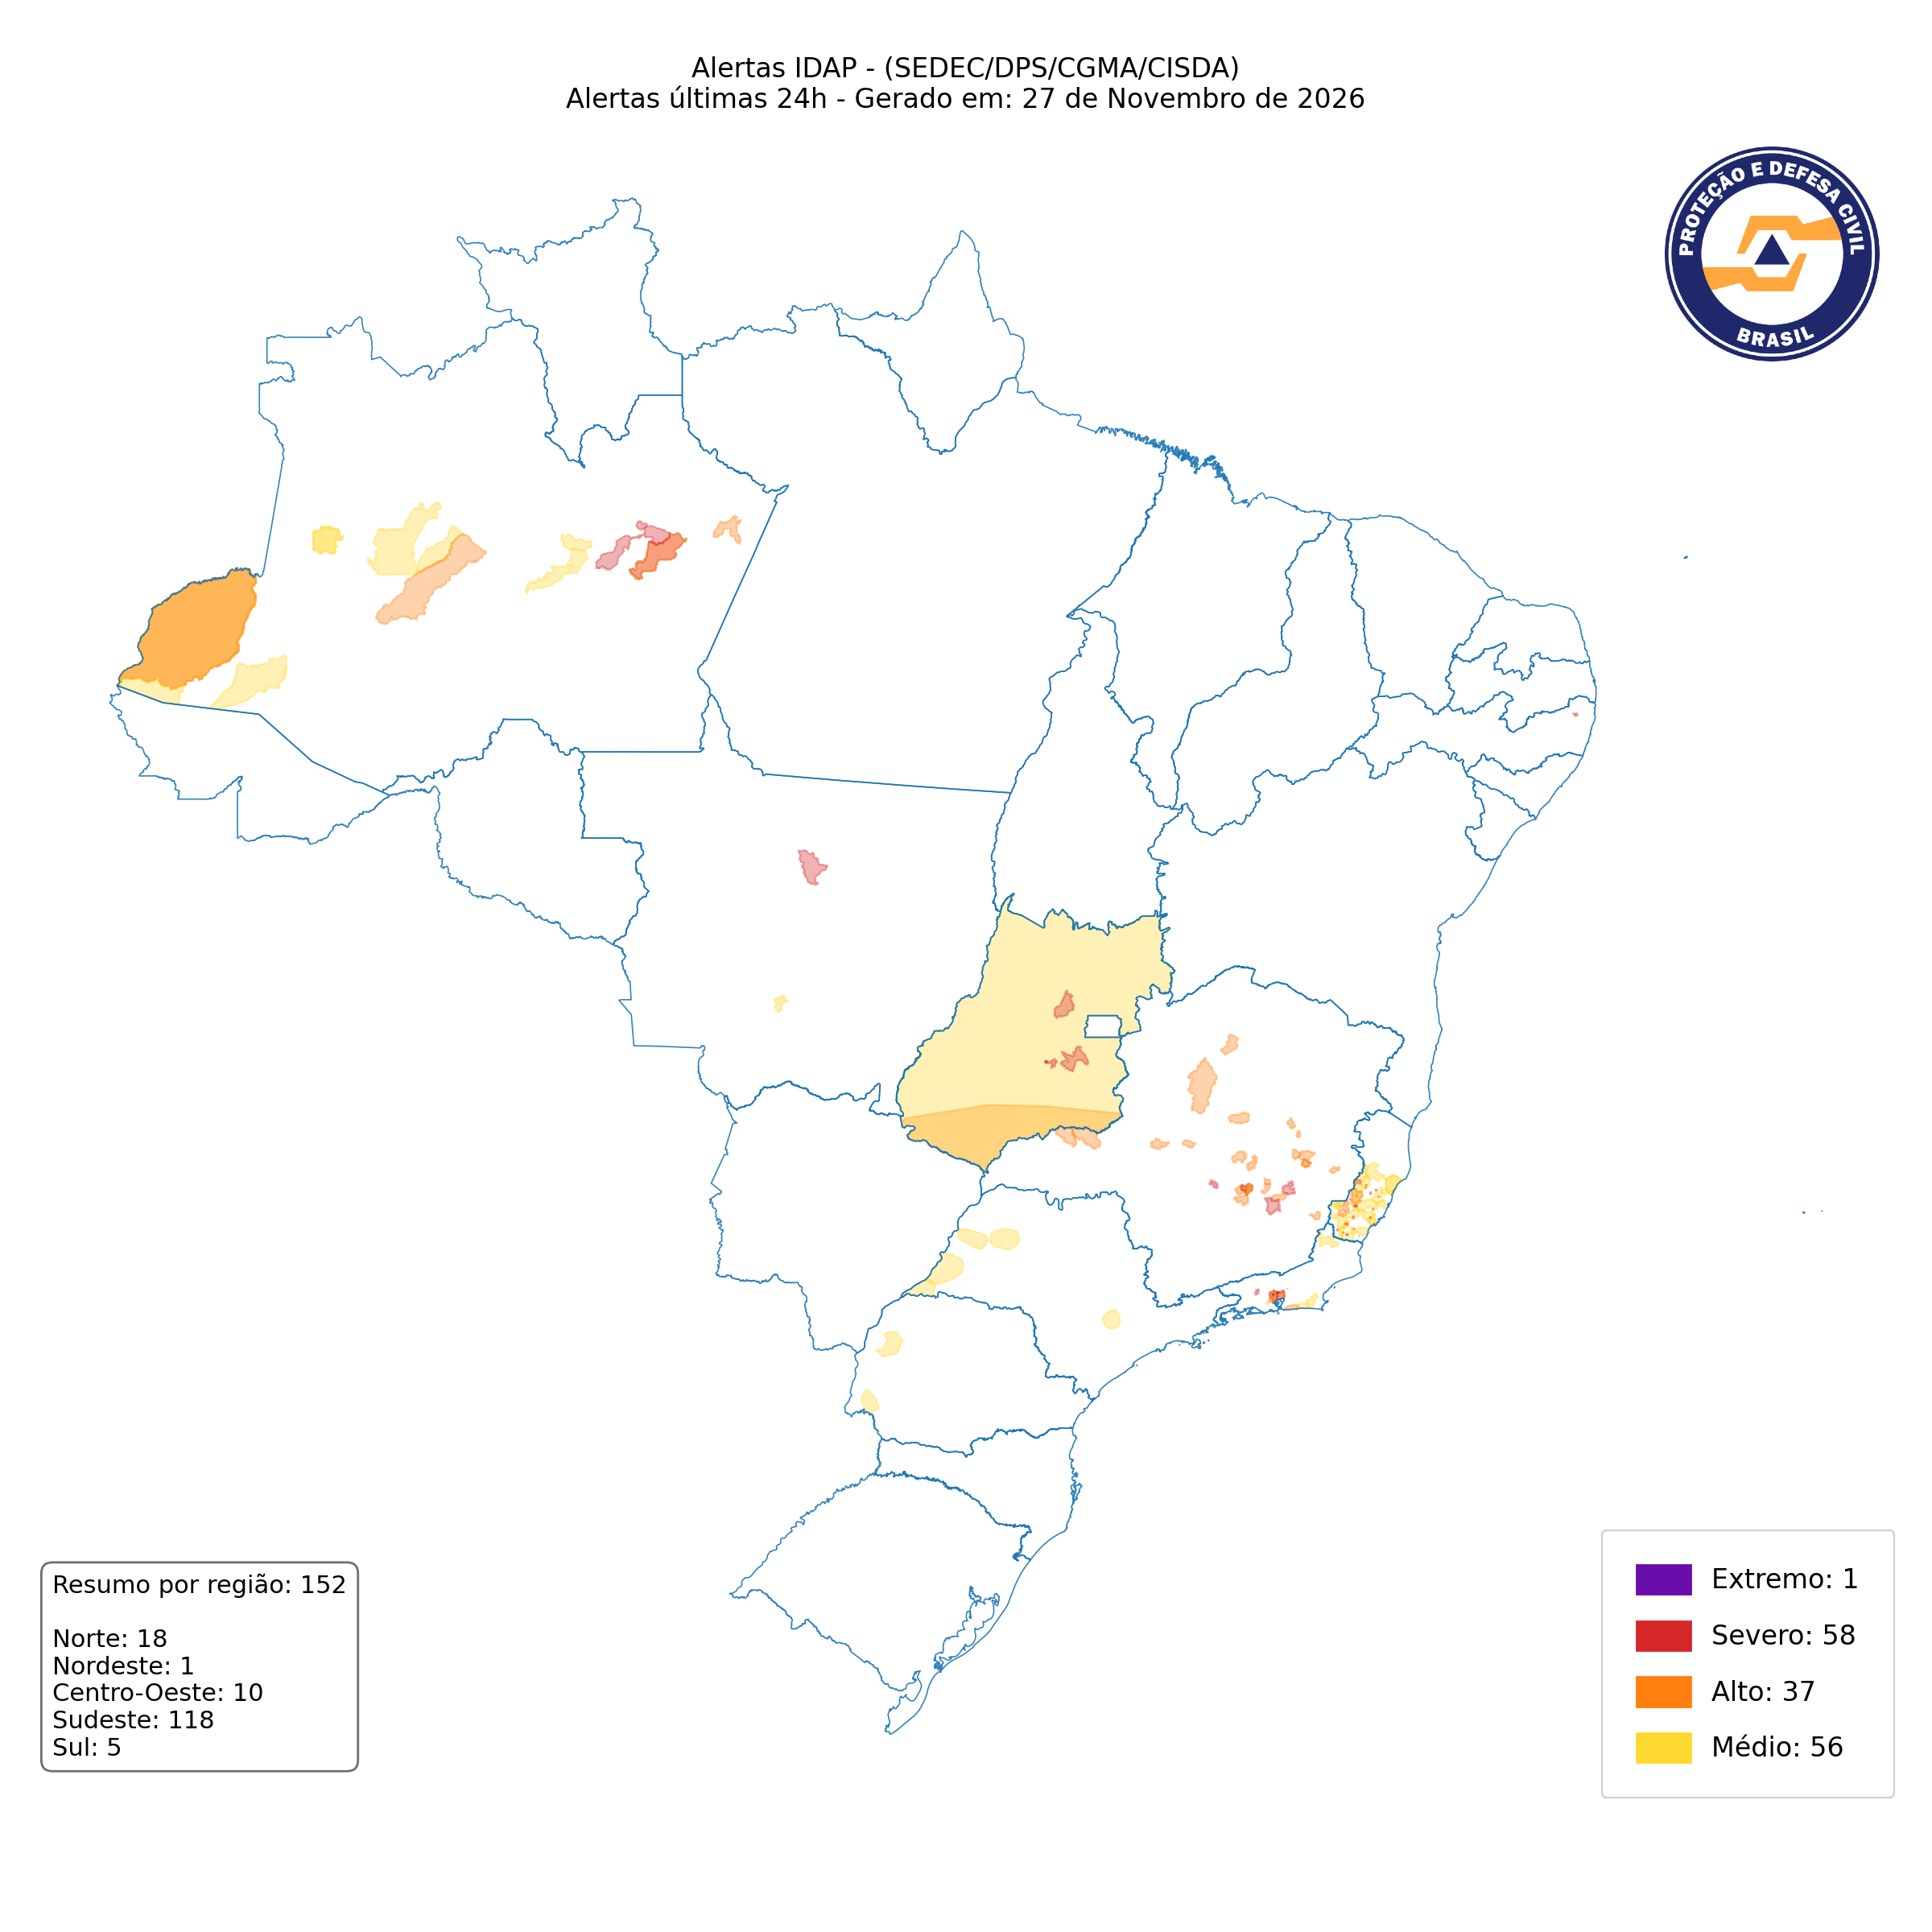 Alertas IDAP - (SEDEC/DPS/CGMA/CISDA)
Alertas últimas 24h - Gerado em: 27 de Novembro de 2026
PROTEÇÃO E DEFESA CIVIL
BRASIL
Resumo por região: 152
Norte: 18
Nordeste: 1
Centro-Oeste: 10
Sudeste: 118
Sul: 5
Extremo: 1
Severo: 58
Alto: 37
Médio: 56